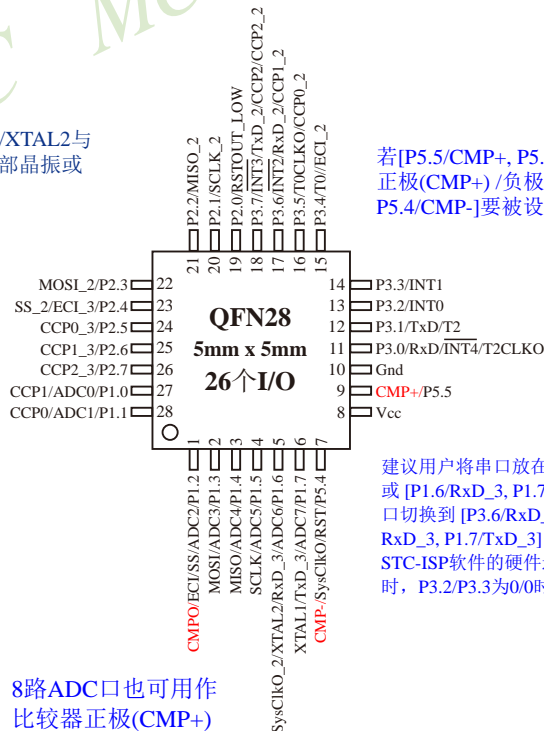 /XTAL2与
部晶振或
P2.2/MISO_2
P2.1/SCLK_2
P2.0/RSTOUT_LOW
P3.7/INT3/TxD_2/CCP2/CCP2_2
P3.6/INT2/RxD_2/CCP1_2
P3.5/T0CLKO/CCP0_2
P3.4/T0//ECI_2
若[P5.5/CMP+, P5.
正极(CMP+) /负极
P5.4/CMP-]要被设
21
20
19
18
17
16
15
MOSI_2/P2.3 22
SS_2/ECI_3/P2.4 23
CCP0_3/P2.5 24
CCP1_3/P2.6 25
CCP2_3/P2.7 26
CCP1/ADC0/P1.0 27
CCP0/ADC1/P1.1 28
QFN28
5mm x 5mm
26个I/O
14 P3.3/INT1
13 P3.2/INT0
12 P3.1/TxD/T2
11 P3.0/RxD/INT4/T2CLKO
10 Gnd
9 CMP+/P5.5
8 Vcc
1
2
3
4
5
6
7
CMPO/ECI/SS/ADC2/P1.2
MOSI/ADC3/P1.3
MISO/ADC4/P1.4
SCLK/ADC5/P1.5
SysClkO_2/XTAL2/RxD_3/ADC6/P1.6
XTAL1/TxD_3/ADC7/P1.7
CMP-/SysClkO/RST/P5.4
建议用户将串口放在
或 [P1.6/RxD_3, P1.7
口切换到 [P3.6/RxD_
RxD_3, P1.7/TxD_3]
STC-ISP软件的硬件
时，P3.2/P3.3为0/0时
8路ADC口也可用作
比较器正极(CMP+)